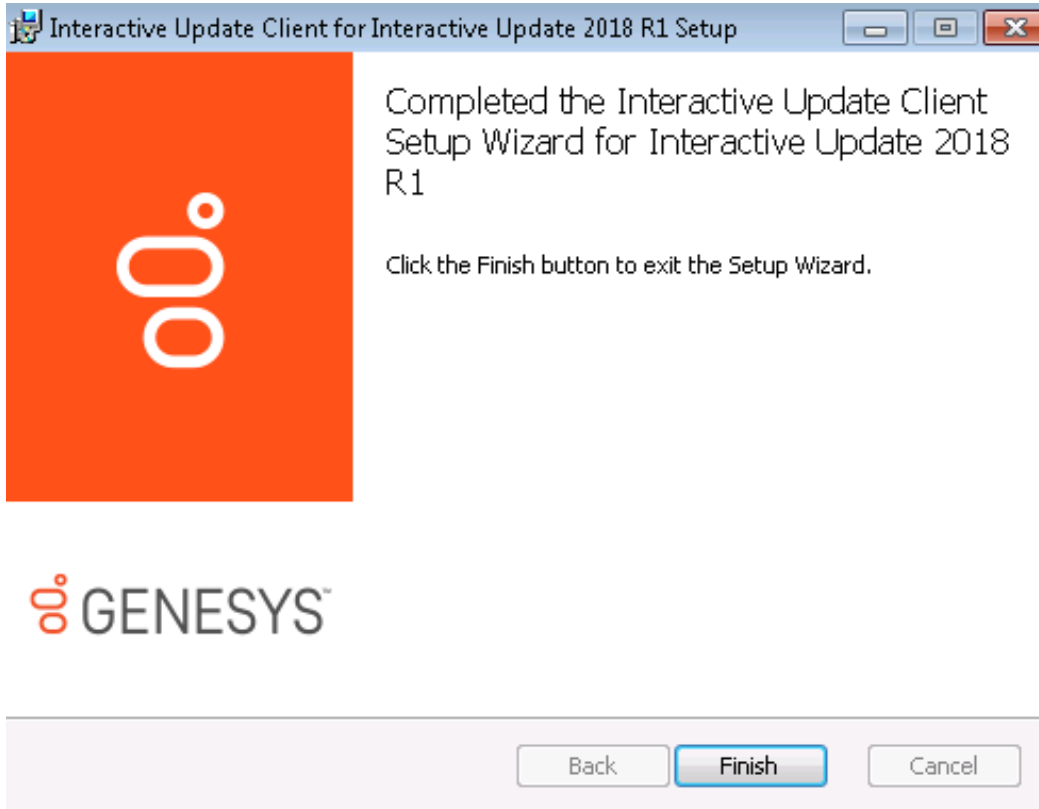 Interactive Update Client for Interactive Update 2018 R1 Setup
Completed the Interactive Update Client
Setup Wizard for Interactive Update 2018
R1
Click the Finish button to exit the Setup Wizard.
GENESYS™
Back Finish Cancel